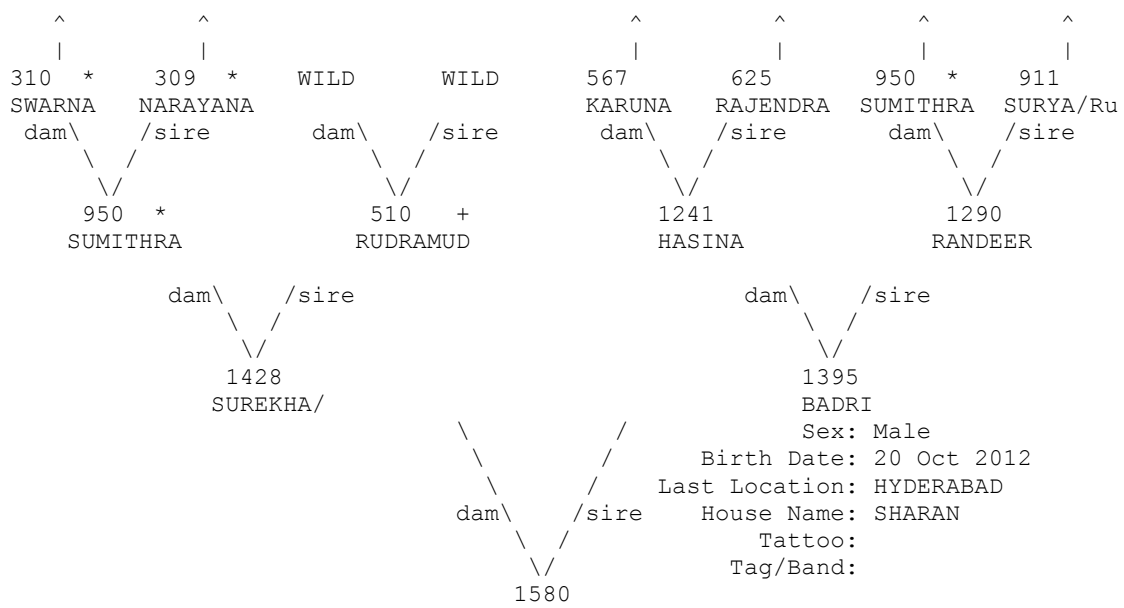 ^ ^ ^ ^ ^ ^
| | | | | |
310 * 309 * WILD WILD 567 625 950 * 911
SWARNA NARAYANA KARUNA RAJENDRA SUMITHRA SURYA/Ru
dam\ /sire dam\ /sire dam\ /sire dam\ /sire
\ / \ / \ / \ /
\/ \/ \/ \/
950 * 510 + 1241 1290
SUMITHRA RUDRAMUD HASINA RANDEER
dam\ /sire dam\ /sire
\ / \ /
\/ \/
1428 1395
SUREKHA/ BADRI
\ / Sex: Male
\ / Birth Date: 20 Oct 2012
\ / Last Location: HYDERABAD
dam\ /sire House Name: SHARAN
\ / Tattoo:
\/ Tag/Band:
1580